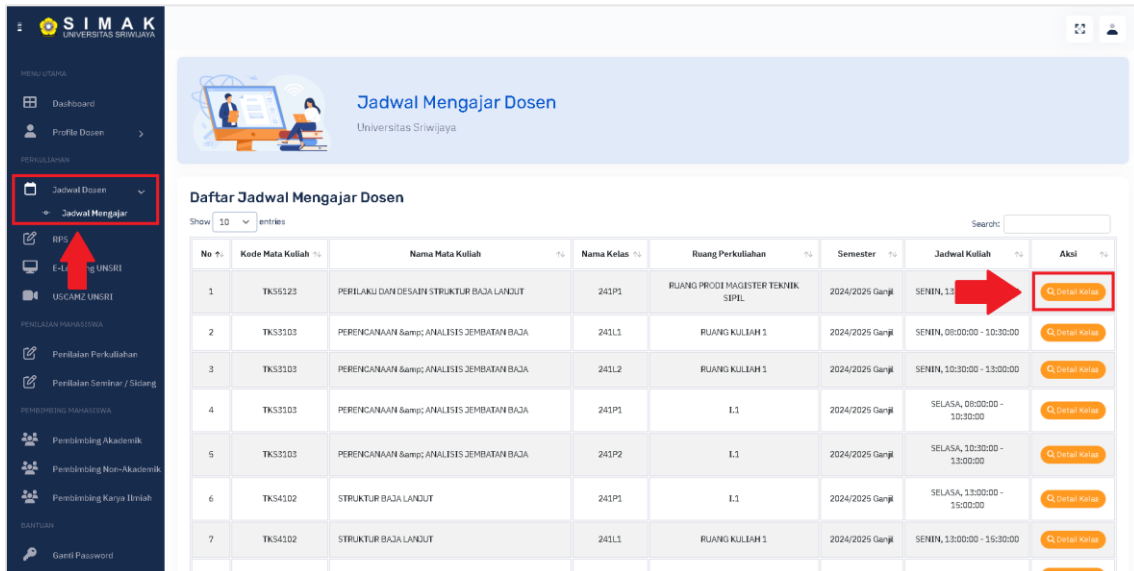 SIMAK
UNIVERSITAS SRIWIJAYA
MENU UTAMA
Dashboard
Profile Dosen
PERKULIAHAN
Jadwal Dosen
Jadwal Mengajar
RPS
UNSRI
USCAMZ UNSRI
PENILAIAN MAHASISWA
Penilaian Perkuliahan
Penilaian Seminar / Sidang
PEMBIMBING MAHASISWA
Pembimbing Akademik
Pembimbing Non-Akademik
Pembimbing Karya Ilmiah
BANTUAN
Ganti Password
Jadwal Mengajar Dosen
Universitas Sriwijaya
Daftar Jadwal Mengajar Dosen
Show 10 entries
Search:
No Kode Mata Kuliah Nama Mata Kuliah Nama Kelas Ruang Perkuliahan Semester Jadwal Kuliah Aksi
1 TKS5123 PERILAKU DAN DESAIN STRUKTUR BAJA LANJUT 241P1 RUANG PRODI MAGISTER TEKNIK SIPIL 2024/2025 Ganjil SENIN, Detail Kelas
2 TKS3103 PERENCANAAN &amp; ANALISIS JEMBATAN BAJA 241L1 RUANG KULIAH 1 2024/2025 Ganjil SENIN, 08:00:00 - 10:30:00 Detail Kelas
3 TKS3103 PERENCANAAN &amp; ANALISIS JEMBATAN BAJA 241L2 RUANG KULIAH 1 2024/2025 Ganjil SENIN, 10:30:00 - 13:00:00 Detail Kelas
4 TKS3103 PERENCANAAN &amp; ANALISIS JEMBATAN BAJA 241P1 I.1 2024/2025 Ganjil SELASA, 08:00:00 - 10:30:00 Detail Kelas
5 TKS3103 PERENCANAAN &amp; ANALISIS JEMBATAN BAJA 241P2 I.1 2024/2025 Ganjil SELASA, 10:30:00 - 13:00:00 Detail Kelas
6 TKS4102 STRUKTUR BAJA LANJUT 241P1 I.1 2024/2025 Ganjil SELASA, 13:00:00 - 15:00:00 Detail Kelas
7 TKS4102 STRUKTUR BAJA LANJUT 241L1 RUANG KULIAH 1 2024/2025 Ganjil SENIN, 13:00:00 - 15:30:00 Detail Kelas